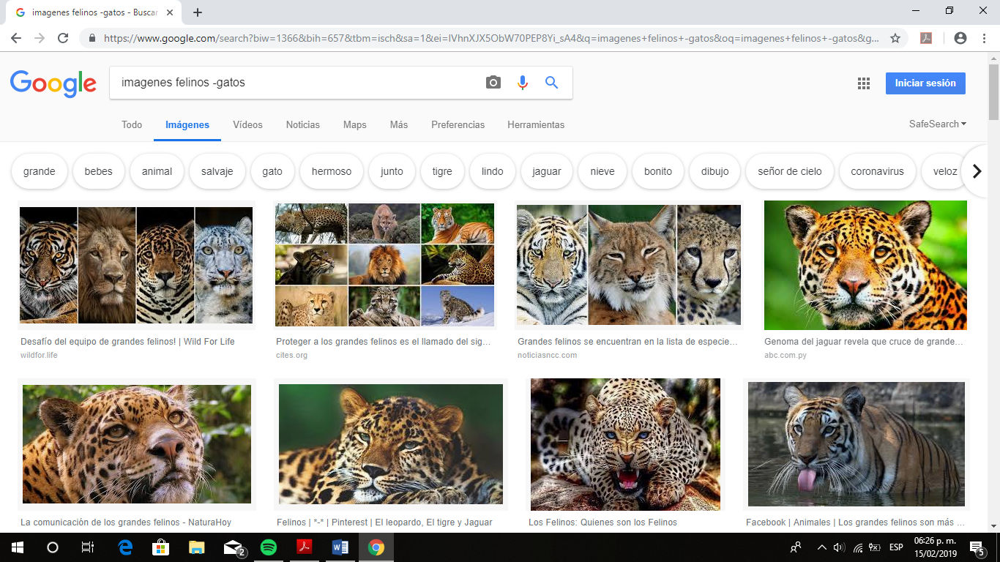 imagenes felinos -gatos - Buscar
https://www.google.com/search?biw=1366&bih=657&tbm=isch&sa=1&ei=IVhnXJX5ObW70PEP8Yi_sA4&q=imagenes+felinos+-gatos&oq=imagenes+felinos+-gatos&g...
Google
imagenes felinos -gatos
Iniciar sesión
Todo Imágenes Vídeos Noticias Maps Más Preferencias Herramientas SafeSearch
grande bebes animal salvaje gato hermoso junto tigre lindo jaguar nieve bonito dibujo señor de cielo coronavirus veloz
Desafío del equipo de grandes felinos! | Wild For Life
wildfor.life
Proteger a los grandes felinos es el llamado del sig...
cites.org
Grandes felinos se encuentran en la lista de especie...
noticiasncc.com
Genoma del jaguar revela que cruce de grande...
abc.com.py
La comunicación de los grandes felinos - NaturaHoy
Felinos | *-* | Pinterest | El leopardo, El tigre y Jaguar
Los Felinos: Quienes son los Felinos
Facebook | Animales | Los grandes felinos son más ...
2
ESP
06:26 p. m.
15/02/2019
5